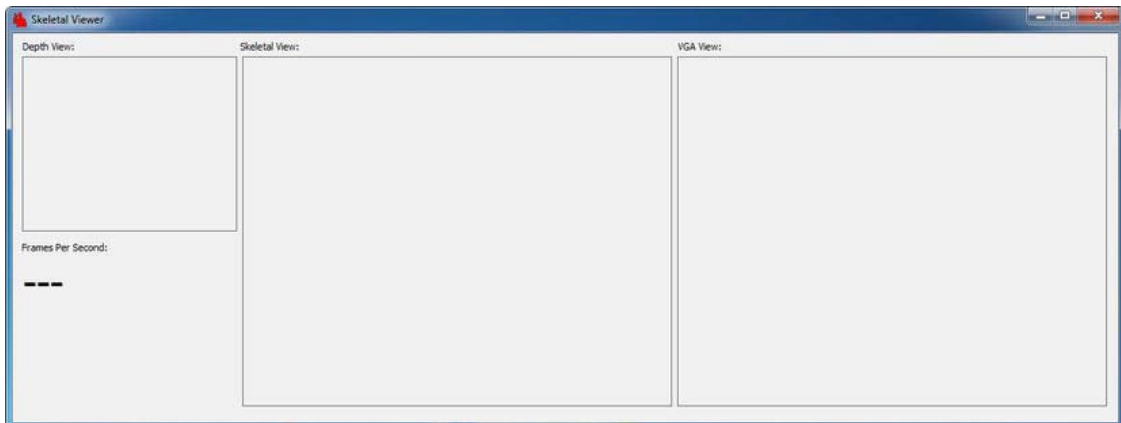 Skeletal Viewer
Depth View:
Skeletal View:
VGA View:
Frames Per Second:
---